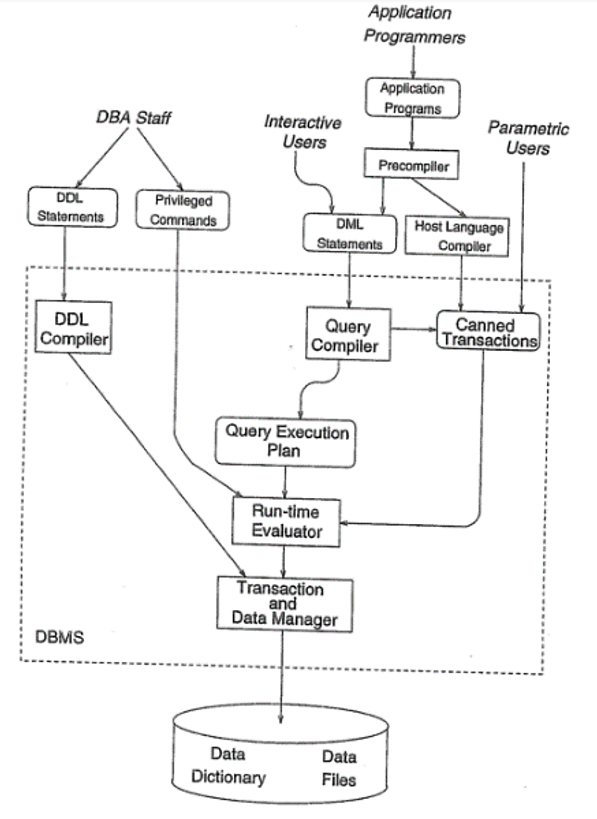 Application
Programmers
Application
Programs
DBA Staff
Interactive
Users
Parametric
Users
Precompiler
DDL
Statements
Privileged
Commands
DML
Statements
Host Language
Compiler
DDL
Compiler
Query
Compiler
Canned
Transactions
Query Execution
Plan
Run-time
Evaluator
Transaction
and
Data Manager
DBMS
Data
Dictionary
Data
Files